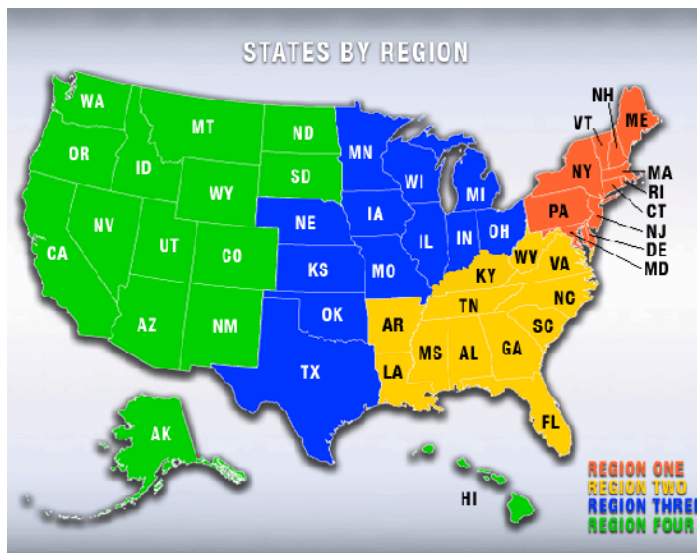 STATES BY REGION
WA
MT
ND
MN
NH
ME
VT
OR
ID
SD
WI
MI
NY
MA
WY
RI
NE
IA
PA
CT
NV
IL
IN
OH
NJ
UT
CO
DE
CA
KS
MO
WY
VA
MD
KY
AZ
NM
OK
AR
TN
NC
SC
TX
LA
MS
AL
GA
FL
AK
HI
REGION ONE
REGION TWO
REGION THREE
REGION FOUR